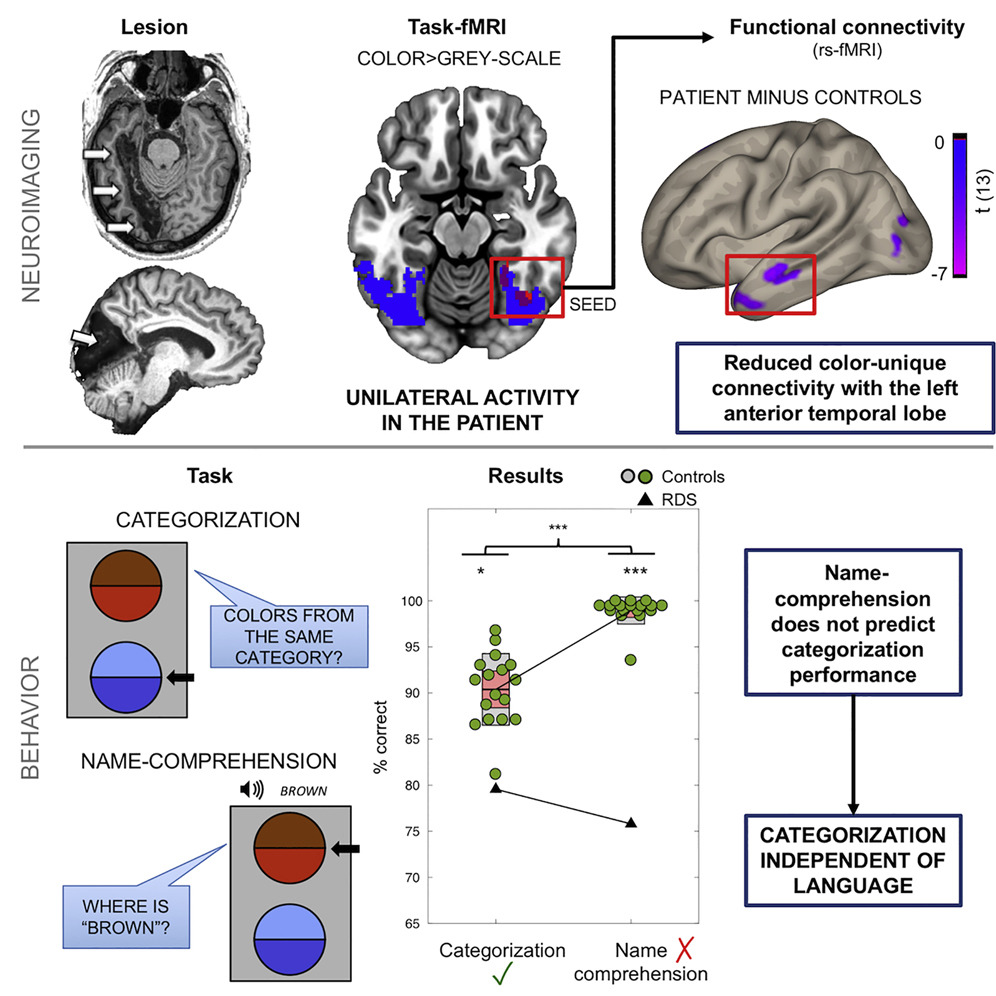 Lesion
Task-fMRI
COLOR>GREY-SCALE
Functional connectivity
(rs-fMRI)
PATIENT MINUS CONTROLS
NEUROIMAGING
0
-7
t (13)
SEED
UNILATERAL ACTIVITY
IN THE PATIENT
Reduced color-unique
connectivity with the left
anterior temporal lobe
BEHAVIOR
Task
CATEGORIZATION
COLORS FROM
THE SAME
CATEGORY?
NAME-COMPREHENSION
BROWN
WHERE IS
“BROWN”?
Results
Controls
RDS
***
*
***
100
95
90
85
80
75
70
65
% correct
Categorization
Name
comprehension
Name-
comprehension
does not predict
categorization
performance
CATEGORIZATION
INDEPENDENT OF
LANGUAGE